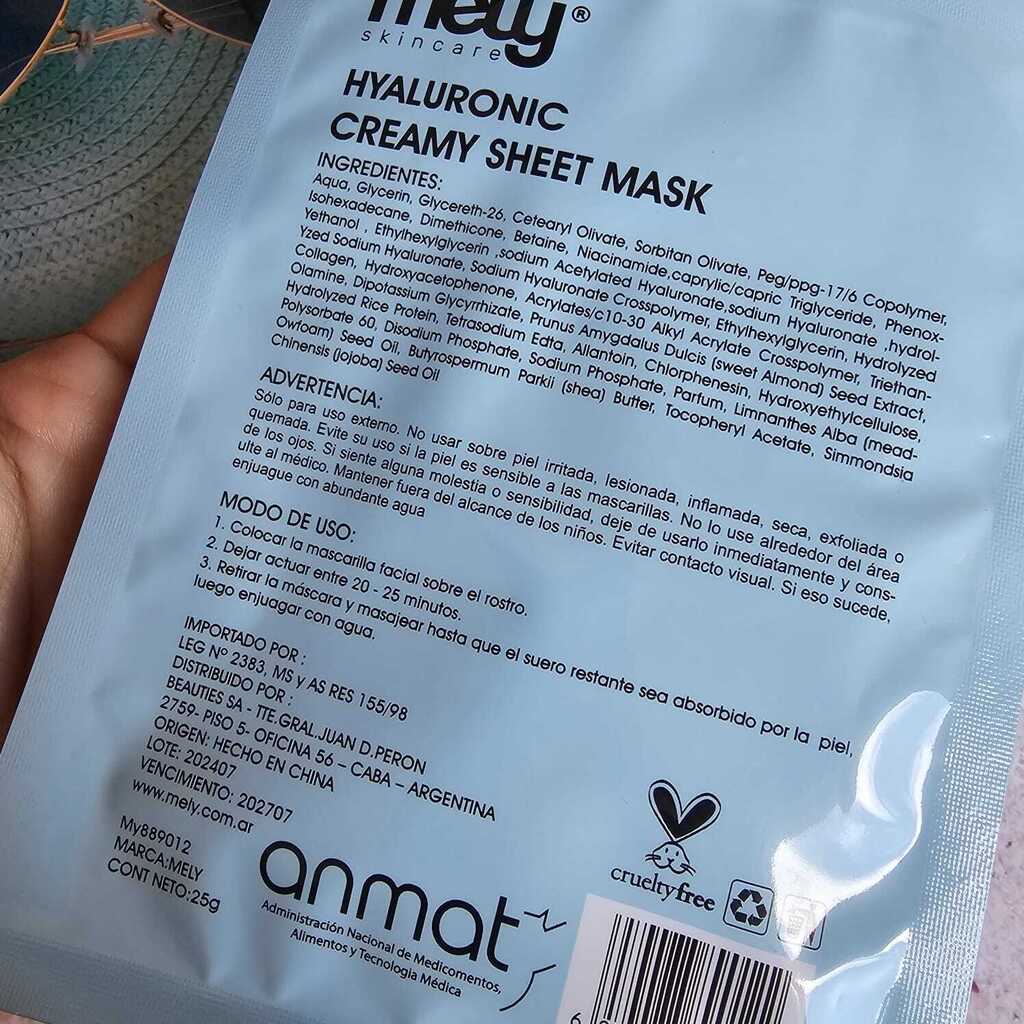 mely®
skincare
HYALURONIC
CREAMY SHEET MASK
INGREDIENTES:
Aqua, Glycerin, Glycereth-26, Cetearyl Olivate, Sorbitan Olivate, Peg/ppg-17/6 Copolymer,
Isohexadecane, Dimethicone, Betaine, Niacinamide,caprylic/capric Triglyceride, Phenox-
Yethanol , Ethylhexylglycerin ,sodium Acetylated Hyaluronate,sodium Hyaluronate ,hydrol-
Yzed Sodium Hyaluronate, Sodium Hyaluronate Crosspolymer, Ethylhexylglycerin, Hydrolyzed
Collagen, Hydroxyacetophenone, Acrylates/c10-30 Alkyl Acrylate Crosspolymer, Triethan-
Olamine, Dipotassium Glycyrrhizate, Prunus Amygdalus Dulcis (sweet Almond) Seed Extract,
Hydrolyzed Rice Protein, Tetrasodium Edta, Allantoin, Chlorphenesin, Hydroxyethylcellulose,
Polysorbate 60, Disodium Phosphate, Sodium Phosphate, Parfum, Limnanthes Alba (mead-
Owfoam) Seed Oil, Butyrospermum Parkii (shea) Butter, Tocopheryl Acetate, Simmondsia
Chinensis (jojoba) Seed Oil
ADVERTENCIA:
Sólo para uso externo. No usar sobre piel irritada, lesionada, inflamada, seca, exfoliada o
quemada. Evite su uso si la piel es sensible a las mascarillas. No lo use alrededor del área
de los ojos. Si siente alguna molestia o sensibilidad, deje de usarlo inmediatamente y cons-
ulte al médico. Mantener fuera del alcance de los niños. Evitar contacto visual. Si eso sucede,
enjuague con abundante agua
MODO DE USO:
1. Colocar la mascarilla facial sobre el rostro.
2. Dejar actuar entre 20 - 25 minutos.
3. Retirar la máscara y masajear hasta que el suero restante sea absorbido por la piel,
luego enjuagar con agua.
IMPORTADO POR :
LEG Nº 2383, MS y AS RES 155/98
DISTRIBUIDO POR :
BEAUTIES SA - TTE.GRAL.JUAN D.PERON
2759- PISO 5- OFICINA 56 – CABA – ARGENTINA
ORIGEN: HECHO EN CHINA
LOTE: 202407
VENCIMIENTO: 202707
www.mely.com.ar
My889012
MARCA:MELY
CONT NETO:25g
anmat
Administración Nacional de Medicomentos,
Alimentos y Tecnología Médica
cruelty free